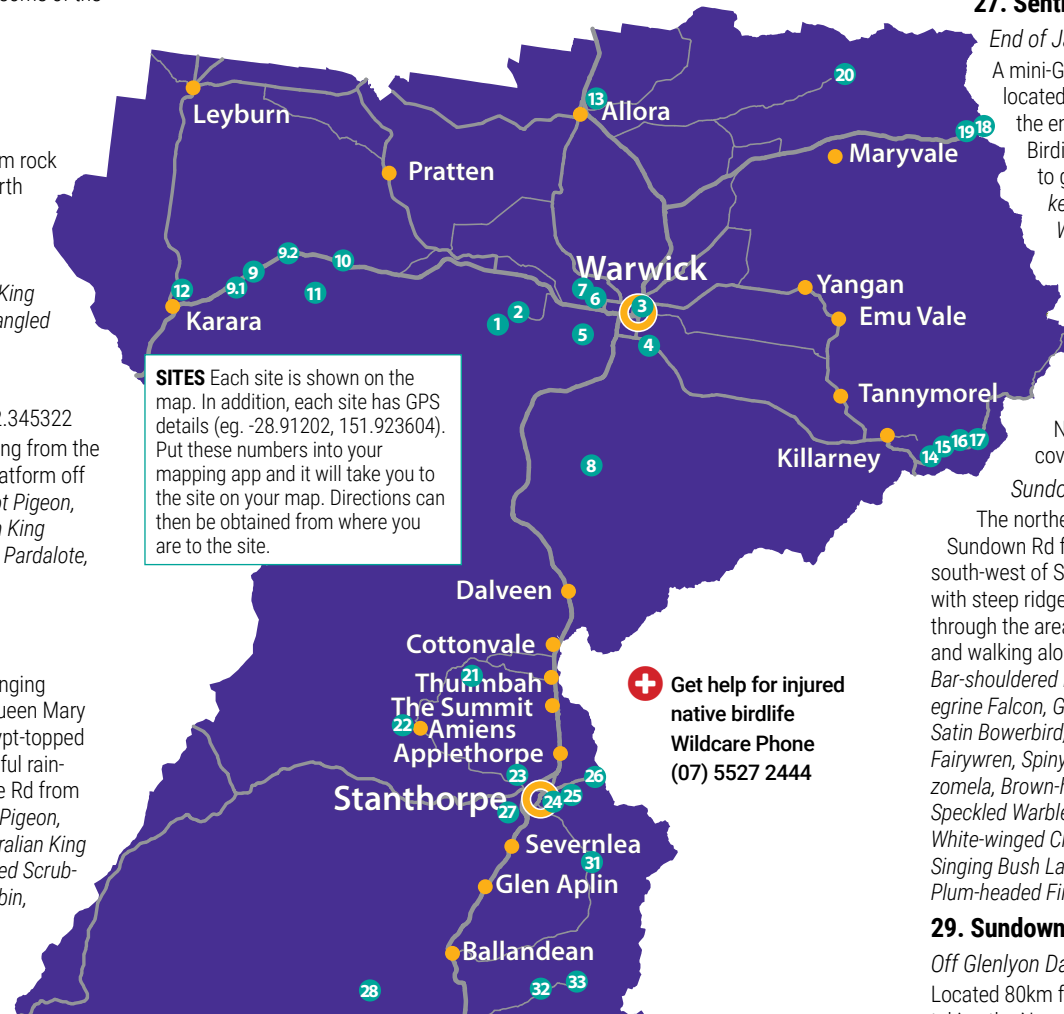 m rock
rth
King
angled
2.345322
ng from the
latform off
ot Pigeon,
King
Pardalote,
nging
ueen Mary
ypt-topped
ful rain-
e Rd from
Pigeon,
ralian King
ed Scrub-
bin,
Leyburn
Pratten
Allora
Maryvale
Warwick
Karara
Yangan
Emu Vale
Tannymorel
Killarney
13
20
19
18
9.2
10
9
9.1
12
11
7
6
3
2
1
5
4
8
14
15
16
17
SITES Each site is shown on the
map. In addition, each site has GPS
details (eg. -28.91202, 151.923604).
Put these numbers into your
mapping app and it will take you to
the site on your map. Directions can
then be obtained from where you
are to the site.
Dalveen
Cottonvale
Thulimbah
The Summit
Amiens
Applethorpe
Stanthorpe
Severnlea
Glen Aplin
Ballandean
21
22
23
26
24
25
27
31
28
32
33
Get help for injured
native birdlife
Wildcare Phone
(07) 5527 2444
27. Senti
End of Ja
A mini-G
located
the en
Birdi
to g
ke
W
N
cov
Sundo
The northe
Sundown Rd f
south-west of S
with steep ridge
through the area
and walking alo
Bar-shouldered
egrine Falcon, G
Satin Bowerbird,
Fairywren, Spiny
zomela, Brown-h
Speckled Warble
White-winged Ch
Singing Bush La
Plum-headed Fin
29. Sundown
Off Glenlyon Da
Located 80km f